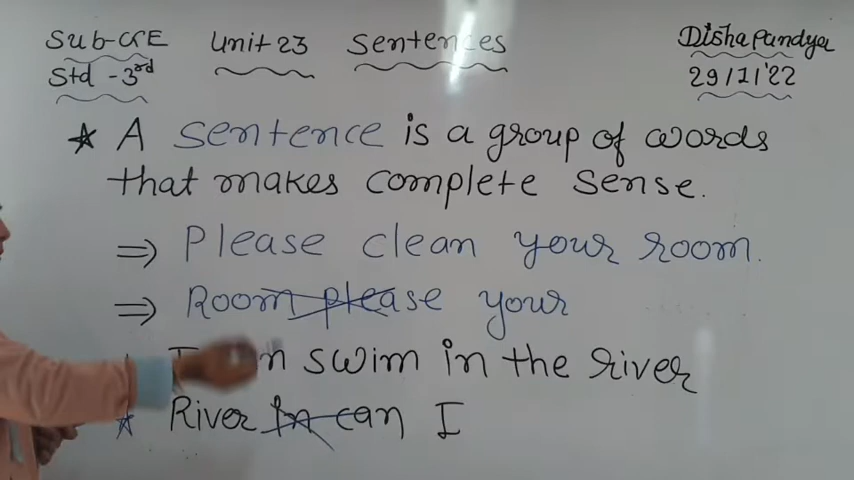 Sub-CRE Unit 23 Sentences Disha Pandya
Std - 3rd 29/1/'22
A sentence is a group of words
that makes complete sense.
⇒ Please clean your room.
⇒ Room please your
I swim in the river
River in can I